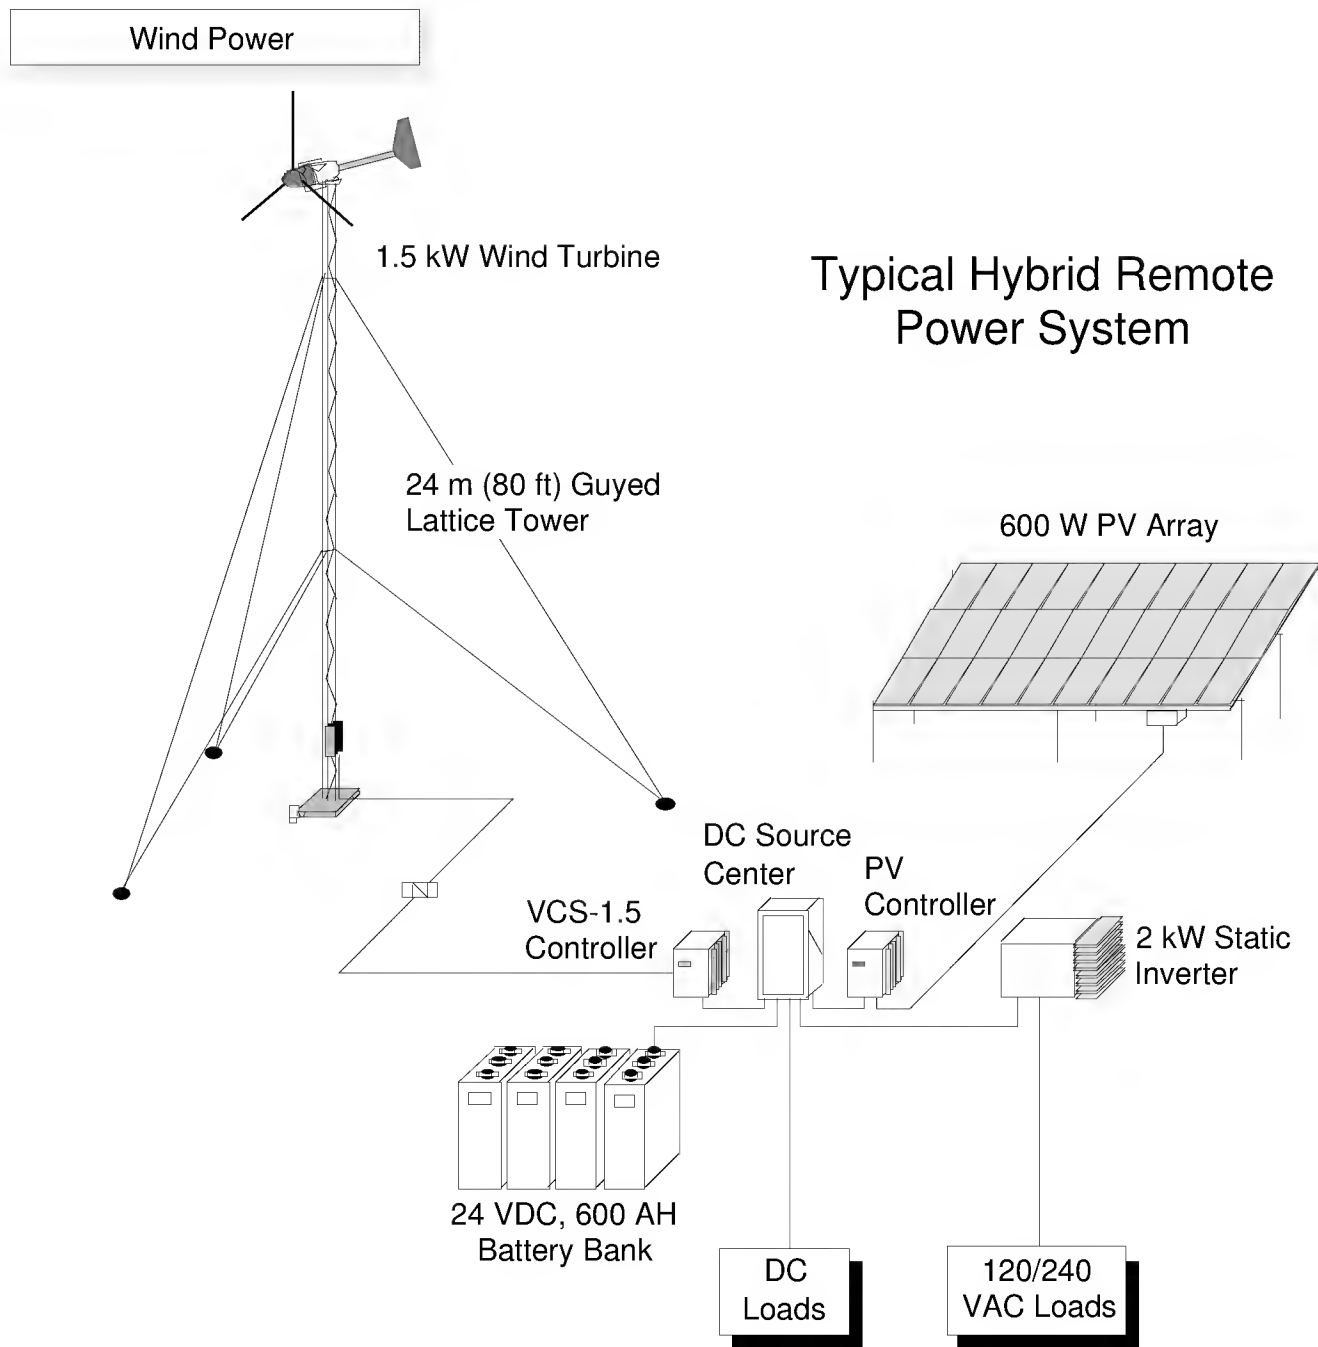 Wind Power
1.5 kW Wind Turbine
Typical Hybrid Remote
Power System
24 m (80 ft) Guyed
Lattice Tower
600 W PV Array
DC Source
Center
PV
Controller
VCS-1.5
Controller
2 kW Static
Inverter
24 VDC, 600 AH
Battery Bank
DC
Loads
120/240
VAC Loads